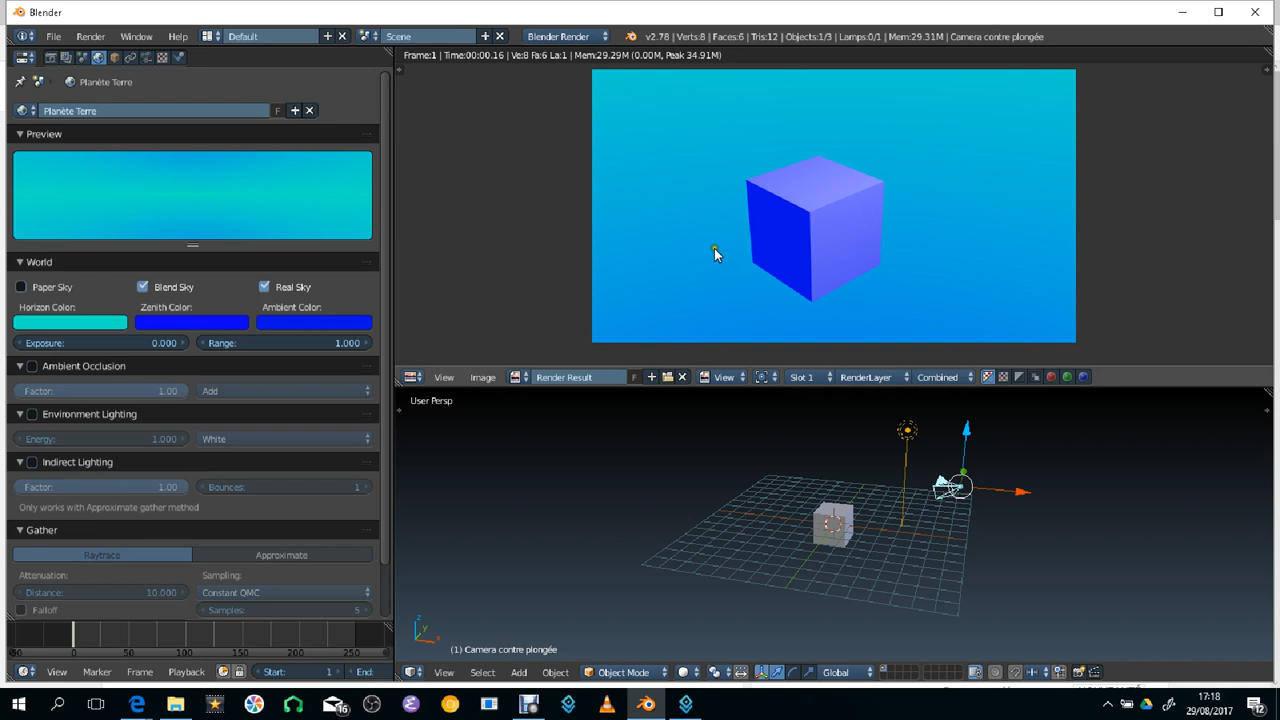 Blender
File Render Window Help Default Scene Blender Render v2.78 | Verts:8 | Faces:6 | Tris:12 | Objects:1/3 | Lamps:0/1 | Mem:29.31M | Camera contre plongée
Frame:1 | Time:00:00.16 | Ve:8 Fa:6 La:1 | Mem:29.29M (0.00M, Peak 34.91M)
Planète Terre
Planète Terre F
Preview
World
Paper Sky Blend Sky Real Sky
Horizon Color: Zenith Color: Ambient Color:
Exposure: 0.000 Range: 1.000
Ambient Occlusion
Factor: 1.00 Add
Environment Lighting
Energy: 1.000 White
Indirect Lighting
Factor: 1.00 Bounces: 1
Only works with Approximate gather method
Gather
Raytrace Approximate
Attenuation: Sampling:
Distance: 10.000 Constant QMC
Falloff Samples: 5
View Image Render Result F View Slot 1 RenderLayer Combined
User Persp
z
y
x
(1) Camera contre plongée
-50 0 50 100 150 200 250
View Marker Frame Playback Start: 1 End:
View Select Add Object Object Mode Global
16
17:18
29/08/2017
12